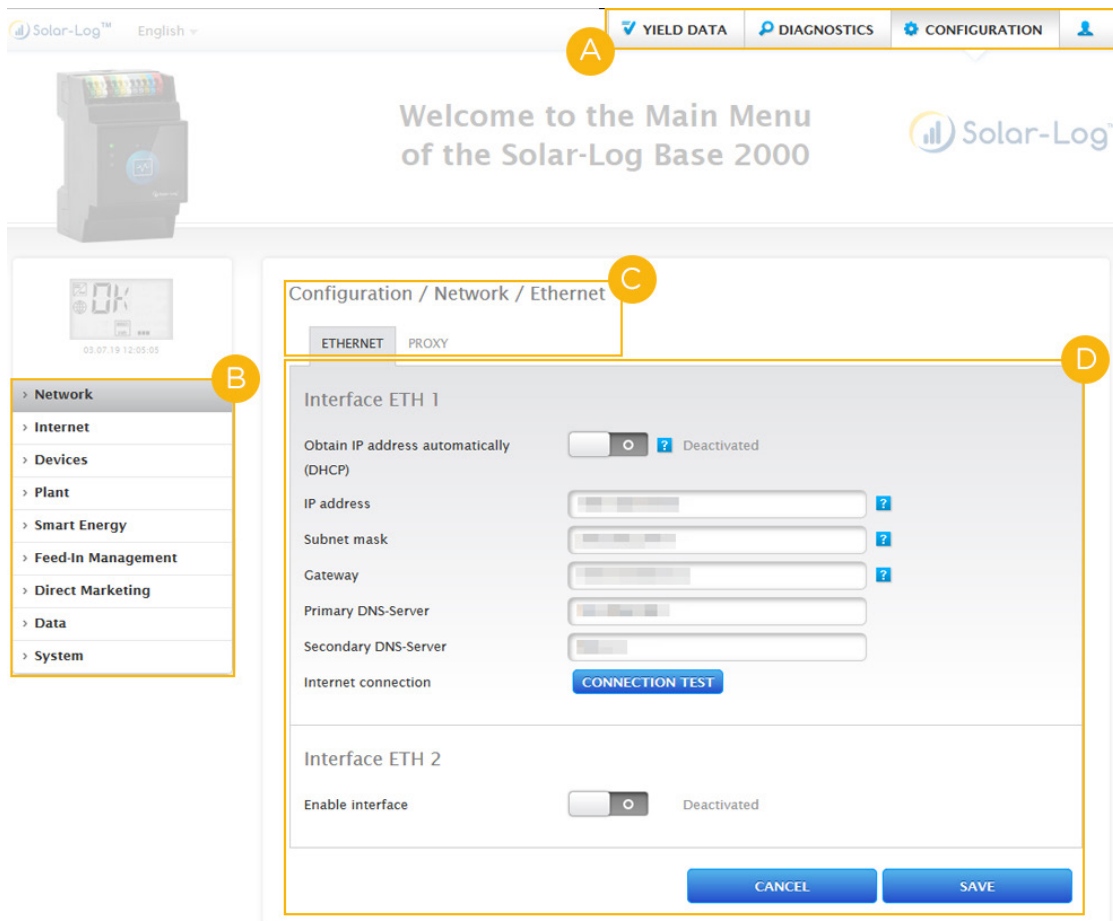 Solar-Log™ English
YIELD DATA DIAGNOSTICS CONFIGURATION
A
Welcome to the Main Menu
of the Solar-Log Base 2000
Solar-Log™
OK
03.07.19 12:05:05
B
› Network
› Internet
› Devices
› Plant
› Smart Energy
› Feed-In Management
› Direct Marketing
› Data
› System
C
Configuration / Network / Ethernet
ETHERNET PROXY
D
Interface ETH 1
Obtain IP address automatically
(DHCP)
? Deactivated
IP address ?
Subnet mask ?
Gateway ?
Primary DNS-Server
Secondary DNS-Server
Internet connection CONNECTION TEST
Interface ETH 2
Enable interface Deactivated
CANCEL SAVE